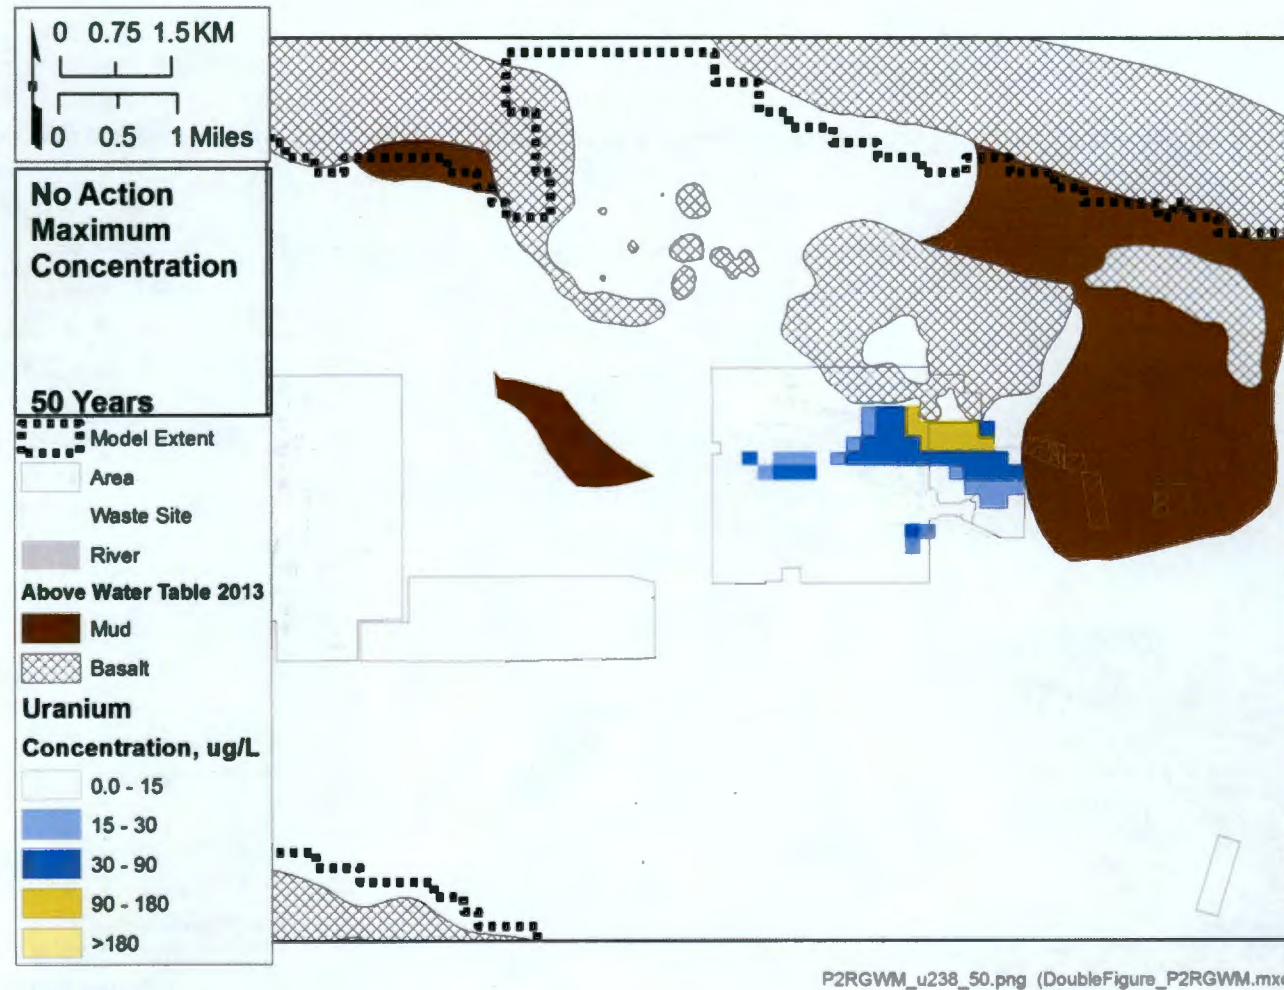 0 0.75 1.5 KM
0 0.5 1 Miles
No Action
Maximum
Concentration
50 Years
Model Extent
Area
Waste Site
River
Above Water Table 2013
Mud
Basalt
Uranium
Concentration, ug/L
0.0 - 15
15 - 30
30 - 90
90 - 180
>180
P2RGWM_u238_50.png (DoubleFigure_P2RGWM.mxd